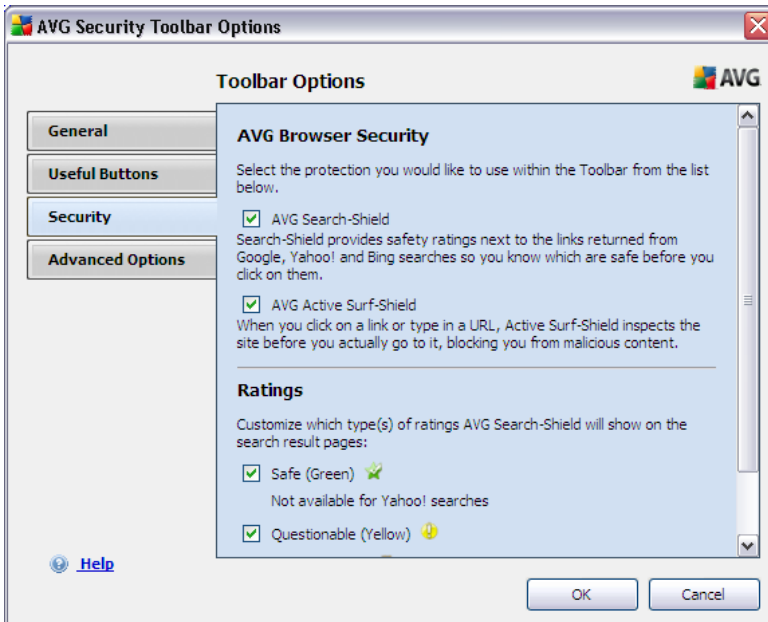 AVG Security Toolbar Options
Toolbar Options
AVG
General
Useful Buttons
Security
Advanced Options
AVG Browser Security
Select the protection you would like to use within the Toolbar from the list
below.
AVG Search-Shield
Search-Shield provides safety ratings next to the links returned from
Google, Yahoo! and Bing searches so you know which are safe before you
click on them.
AVG Active Surf-Shield
When you click on a link or type in a URL, Active Surf-Shield inspects the
site before you actually go to it, blocking you from malicious content.
Ratings
Customize which type(s) of ratings AVG Search-Shield will show on the
search result pages:
Safe (Green)
Not available for Yahoo! searches
Questionable (Yellow)
Help
OK
Cancel